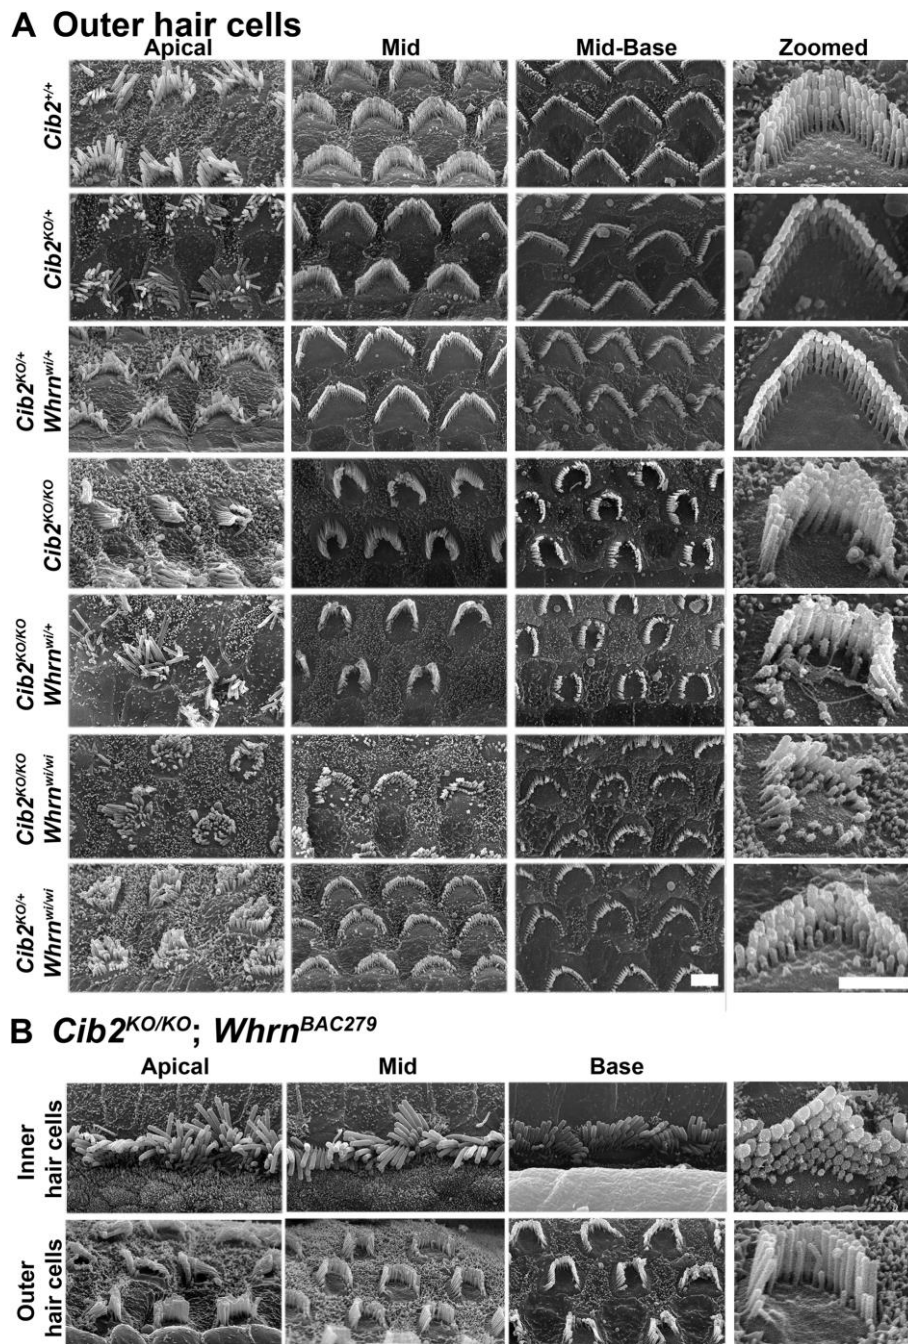 A Outer hair cells
Apical Mid Mid-Base Zoomed
Cib2+/+
Cib2KO/+
Cib2KO/+
Whrnwi/+
Cib2KO/KO
Cib2KO/KO
Whrnwi/+
Cib2KO/KO
Whrnwi/wi
Cib2KO/+
Whrnwi/wi
B Cib2KO/KO; WhrnBAC279
Apical Mid Base
Inner
hair cells
Outer
hair cells